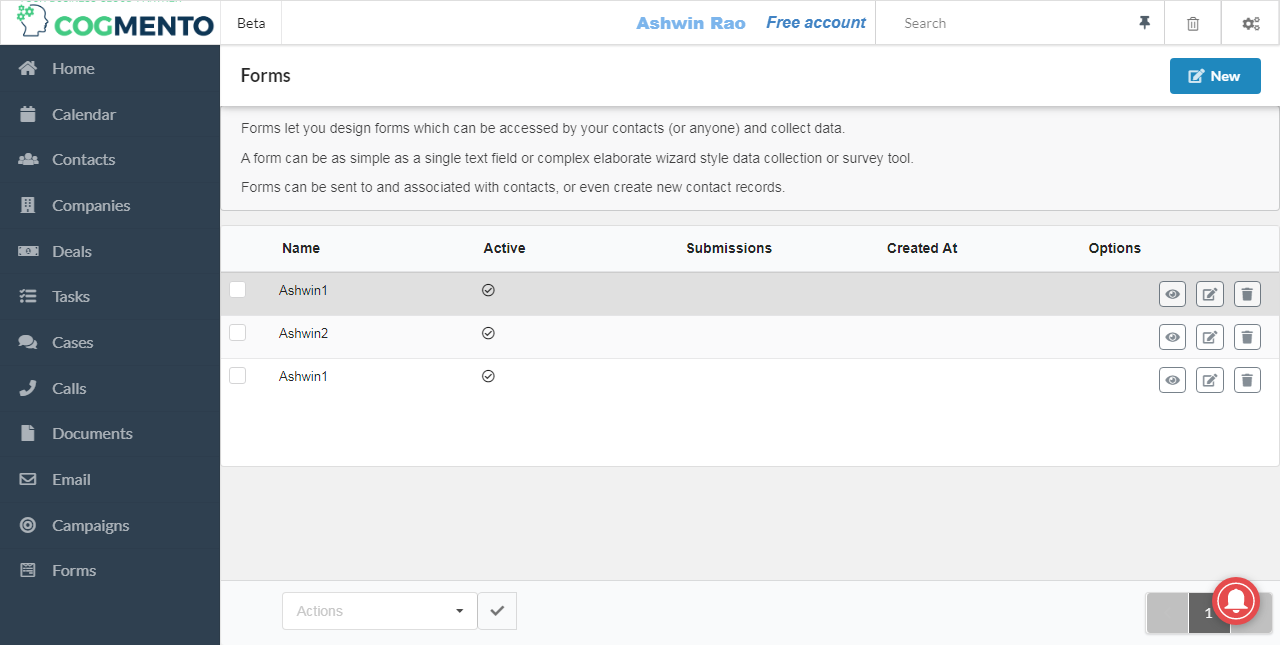 COGMENTO
Beta
Ashwin Rao
Free account
Search
Home
Calendar
Contacts
Companies
Deals
Tasks
Cases
Calls
Documents
Email
Campaigns
Forms
Forms
New
Forms let you design forms which can be accessed by your contacts (or anyone) and collect data.
A form can be as simple as a single text field or complex elaborate wizard style data collection or survey tool.
Forms can be sent to and associated with contacts, or even create new contact records.
Name Active Submissions Created At Options
Ashwin1
Ashwin2
Ashwin1
Actions
1